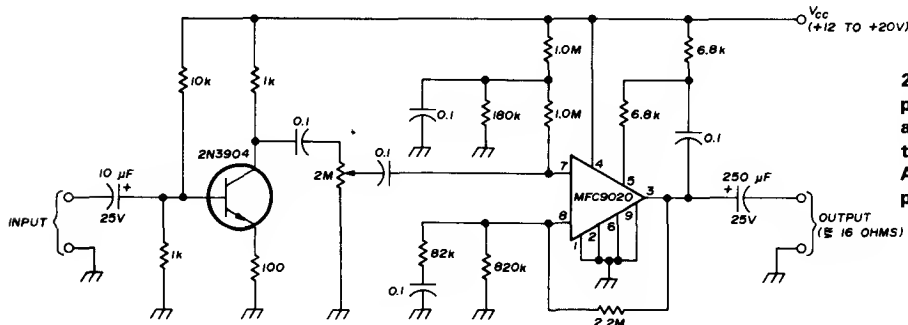 VCC
(+12 TO +20V)
1.0M
6.8k
10k
1k
0.1
180k
1.0M
6.8k
0.1
0.1
2N3904
0.1
2M
7
4
5
MFC9020
3
250 µF
+
25V
10 µF
+
25V
INPUT
8
1
2
6
9
OUTPUT
16 OHMS)
1k
100
82k
820k
0.1
2.2M
2
p
a
t
A
p